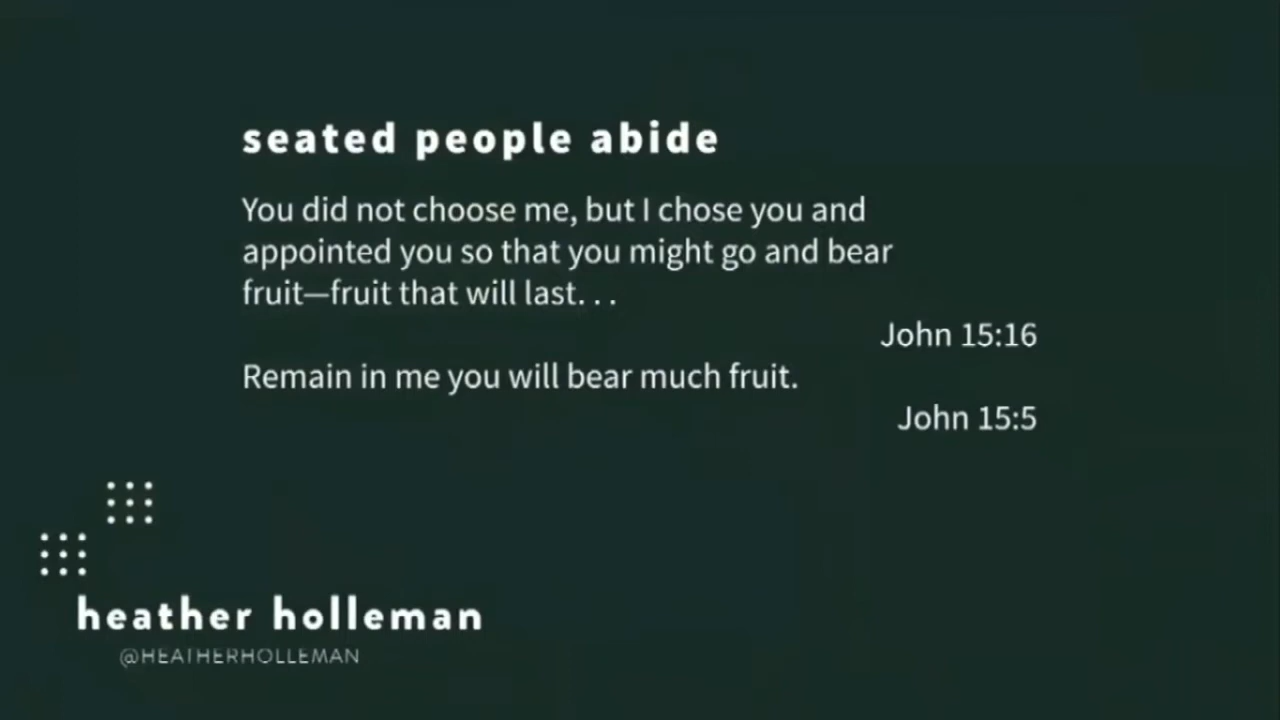 seated people abide
You did not choose me, but I chose you and
appointed you so that you might go and bear
fruit—fruit that will last. . .
John 15:16
Remain in me you will bear much fruit.
John 15:5
heather holleman
@HEATHERHOLLEMAN